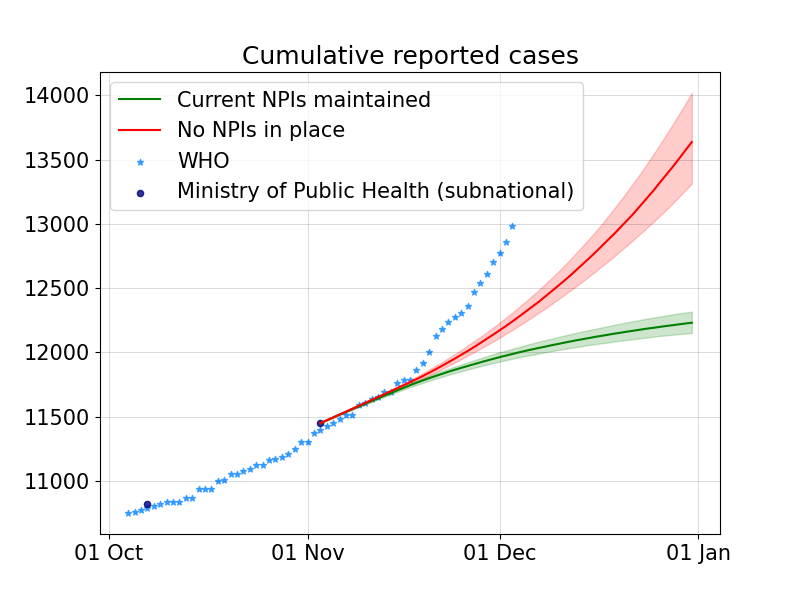 Cumulative reported cases
Current NPIs maintained
No NPIs in place
WHO
Ministry of Public Health (subnational)
14000
13500
13000
12500
12000
11500
11000
01 Oct
01 Nov
01 Dec
01 Jan